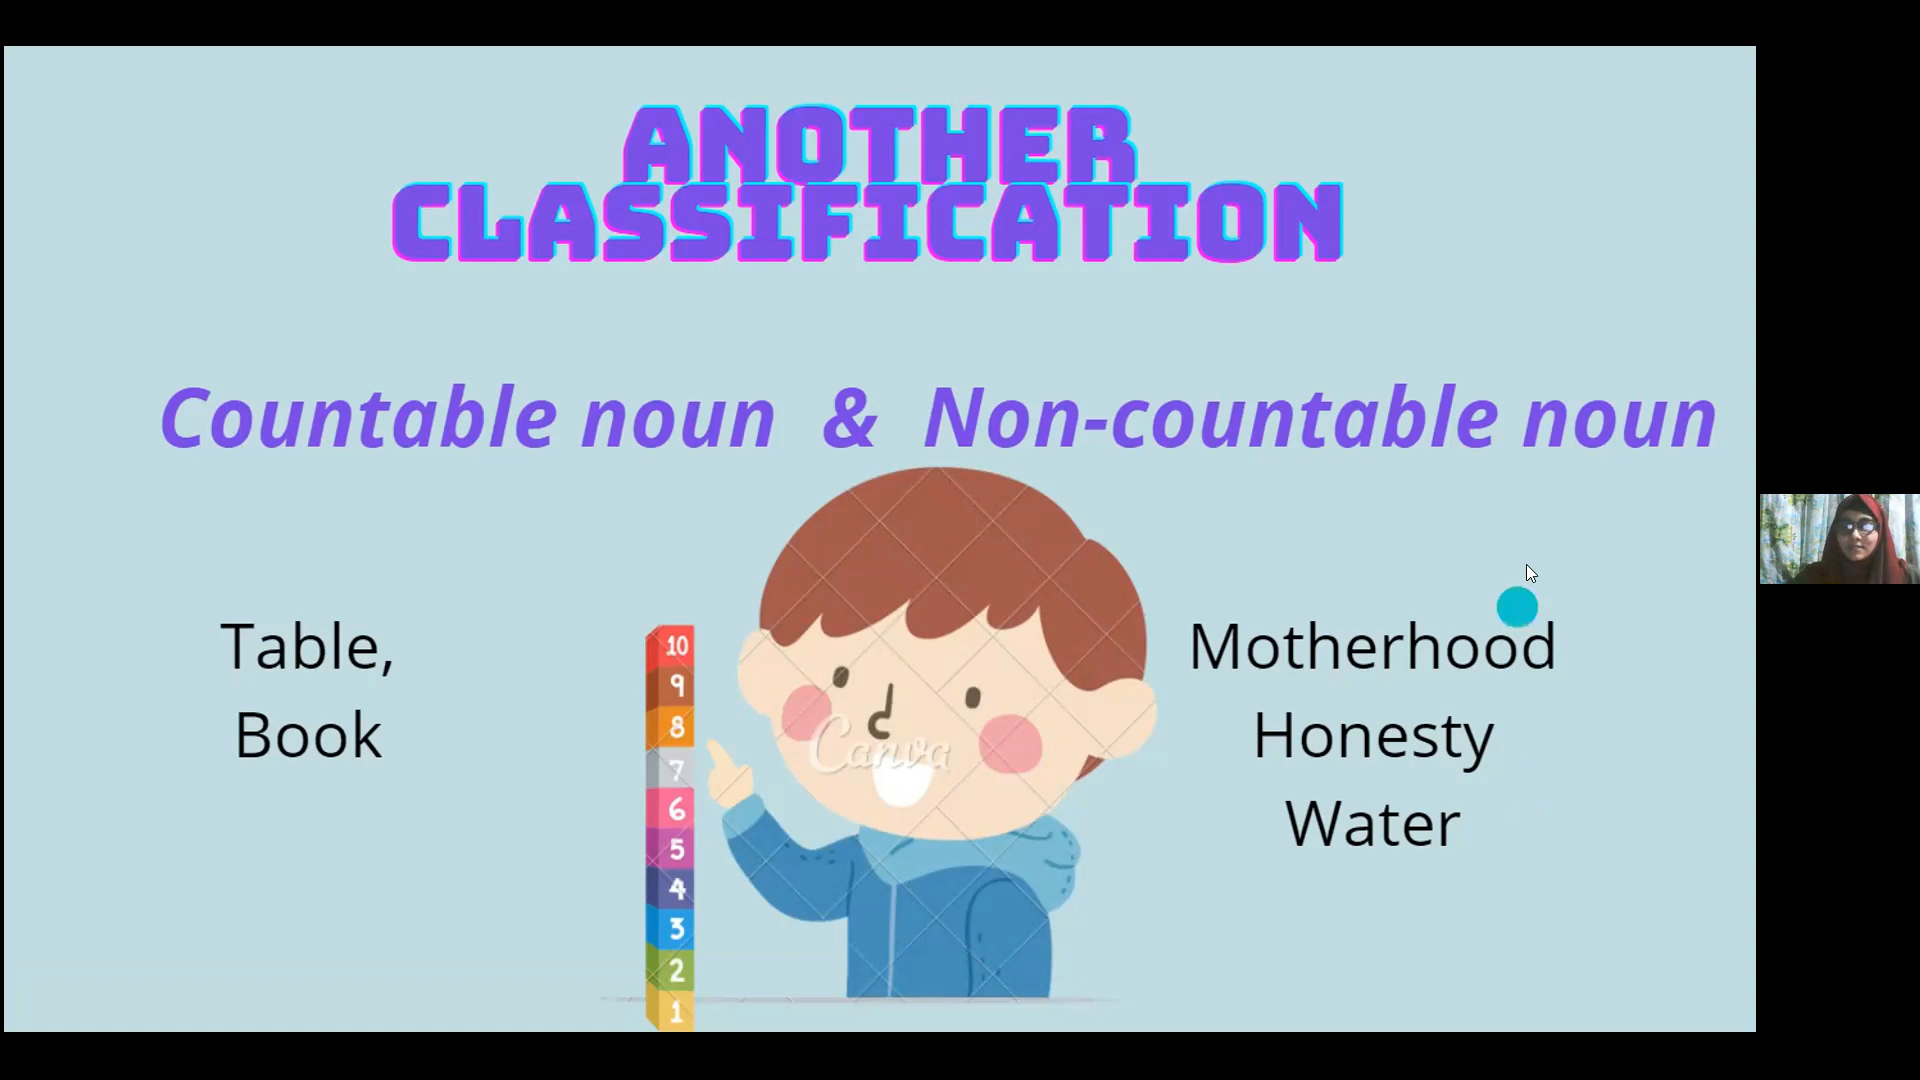 ANOTHER
CLASSIFICATION
Countable noun & Non-countable noun
Table,
Book
10
9
8
7
6
5
4
3
2
1
Canva
Motherhood
Honesty
Water